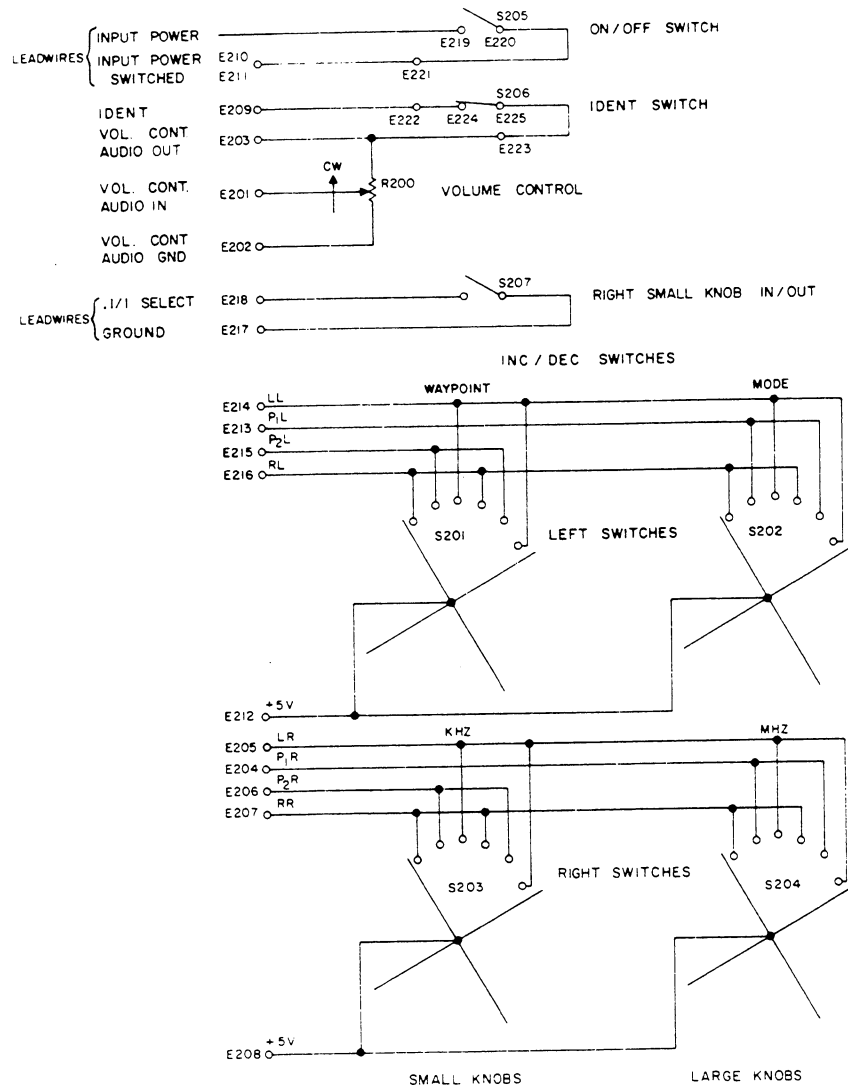 S205
INPUT POWER
E219 E220
ON/OFF SWITCH
LEADWIRES
INPUT POWER
SWITCHED
E210
E211
E221
IDENT
E209
E222 E224 E225
S206
IDENT SWITCH
VOL. CONT
AUDIO OUT
E203
E223
CW
R200
VOL. CONT.
AUDIO IN
E201
VOLUME CONTROL
VOL. CONT
AUDIO GND
E202
S207
LEADWIRES
.1/1 SELECT
E218
RIGHT SMALL KNOB IN/OUT
GROUND
E217
INC/DEC SWITCHES
WAYPOINT
MODE
E214 LL
E213 P1L
E215 P2L
E216 RL
S201
LEFT SWITCHES
S202
E212 +5V
KHZ
MHZ
E205 LR
E204 P1R
E206 P2R
E207 RR
S203
RIGHT SWITCHES
S204
E208 +5V
SMALL KNOBS
LARGE KNOBS